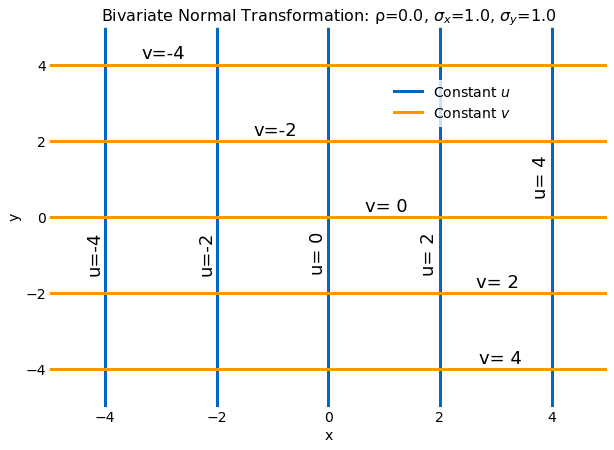 Bivariate Normal Transformation: ρ=0.0, σx=1.0, σy=1.0
v=-4
4
Constant u
Constant v
v=-2
2
u= 4
v= 0
0
y
u=-4
u=-2
u= 0
u= 2
v= 2
−2
v= 4
−4
−4 −2 0 2 4
x